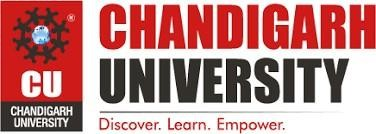 CU
CHANDIGARH
UNIVERSITY
CHANDIGARH
UNIVERSITY
Discover. Learn. Empower.